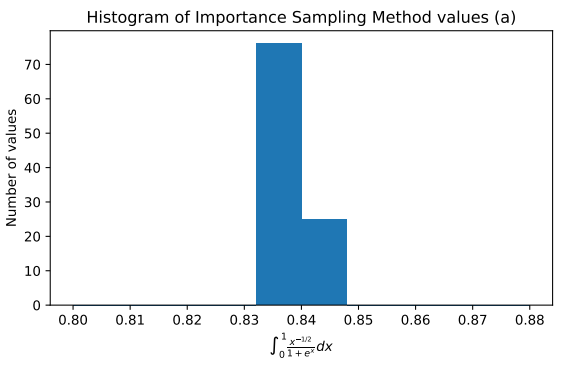 Histogram of Importance Sampling Method values (a)
Number of values
70
60
50
40
30
20
10
0
0.80 0.81 0.82 0.83 0.84 0.85 0.86 0.87 0.88
∫₀¹ x^{-1/2}/(1 + e^x) dx